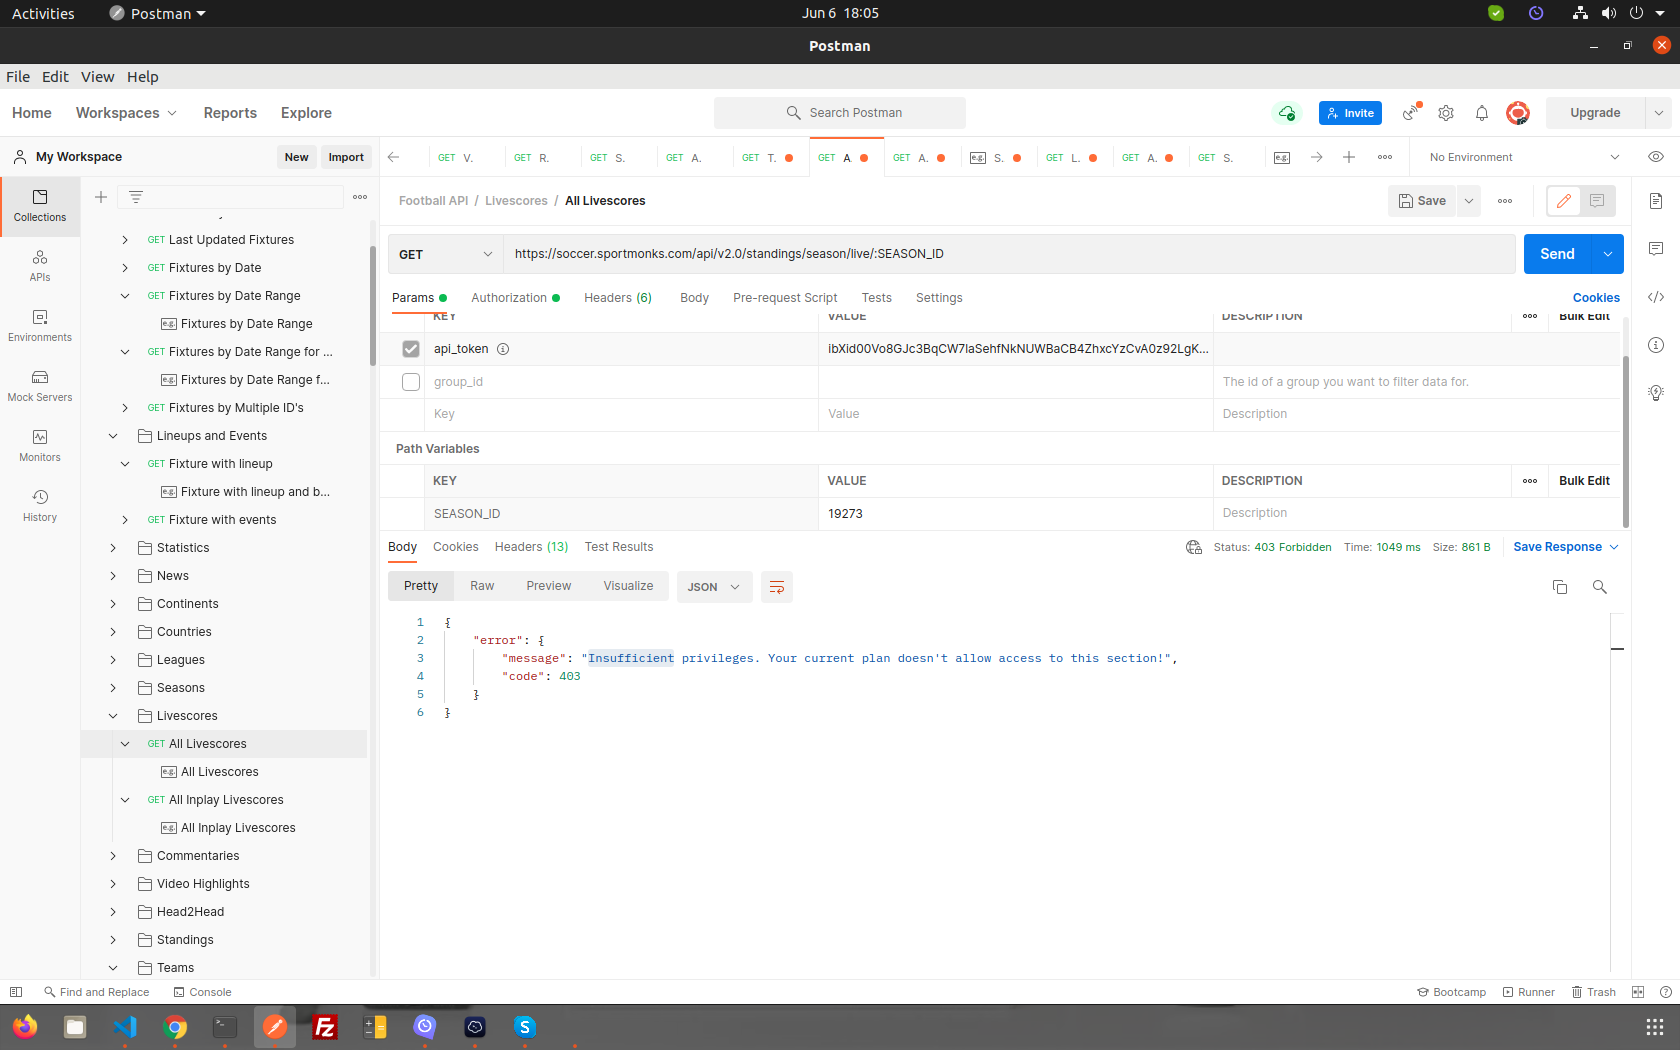 Activities Postman Jun 6 18:05
Postman
File Edit View Help
Home Workspaces Reports Explore Search Postman Invite Upgrade
My Workspace New Import GET V. GET R. GET S. GET A. GET T. GET A GET A. e.g. S. GET L. GET A. GET S. e.g. No Environment
Football API / Livescores / All Livescores Save
GET https://soccer.sportmonks.com/api/v2.0/standings/season/live/:SEASON_ID Send
Params Authorization Headers (6) Body Pre-request Script Tests Settings Cookies
KEY VALUE DESCRIPTION Bulk Edit
api_token
group_id The id of a group you want to filter data for.
Key Value Description
Path Variables
KEY VALUE DESCRIPTION Bulk Edit
SEASON_ID 19273 Description
Body Cookies Headers (13) Test Results Status: 403 Forbidden Time: 1049 ms Size: 861 B Save Response
Pretty Raw Preview Visualize JSON
1 {
2 "error": {
3 "message": "Insufficient privileges. Your current plan doesn't allow access to this section!",
4 "code": 403
5 }
6 }
Collections
APIs
Environments
Mock Servers
Monitors
History
GET Last Updated Fixtures
GET Fixtures by Date
GET Fixtures by Date Range
e.g. Fixtures by Date Range
GET Fixtures by Date Range for ...
e.g. Fixtures by Date Range f...
GET Fixtures by Multiple ID's
Lineups and Events
GET Fixture with lineup
e.g. Fixture with lineup and b...
GET Fixture with events
Statistics
News
Continents
Countries
Leagues
Seasons
Livescores
GET All Livescores
e.g. All Livescores
GET All Inplay Livescores
e.g. All Inplay Livescores
Commentaries
Video Highlights
Head2Head
Standings
Teams
Find and Replace Console Bootcamp Runner Trash